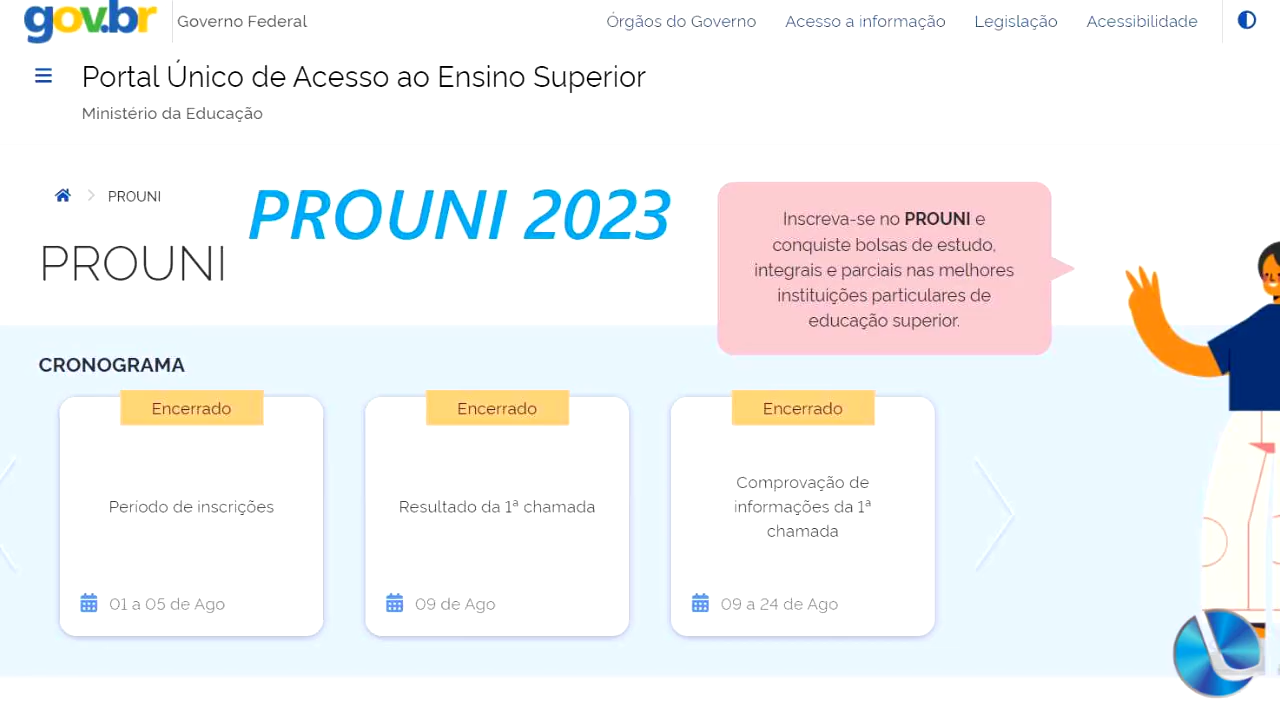 gov.br
Governo Federal
Órgãos do Governo
Acesso a informação
Legislação
Acessibilidade
Portal Único de Acesso ao Ensino Superior
Ministério da Educação
PROUNI
PROUNI 2023
PROUNI
Inscreva-se no PROUNI e
conquiste bolsas de estudo,
integrais e parciais nas melhores
instituições particulares de
educação superior.
CRONOGRAMA
Encerrado
Período de inscrições
01 a 05 de Ago
Encerrado
Resultado da 1ª chamada
09 de Ago
Encerrado
Comprovação de
informações da 1ª
chamada
09 a 24 de Ago